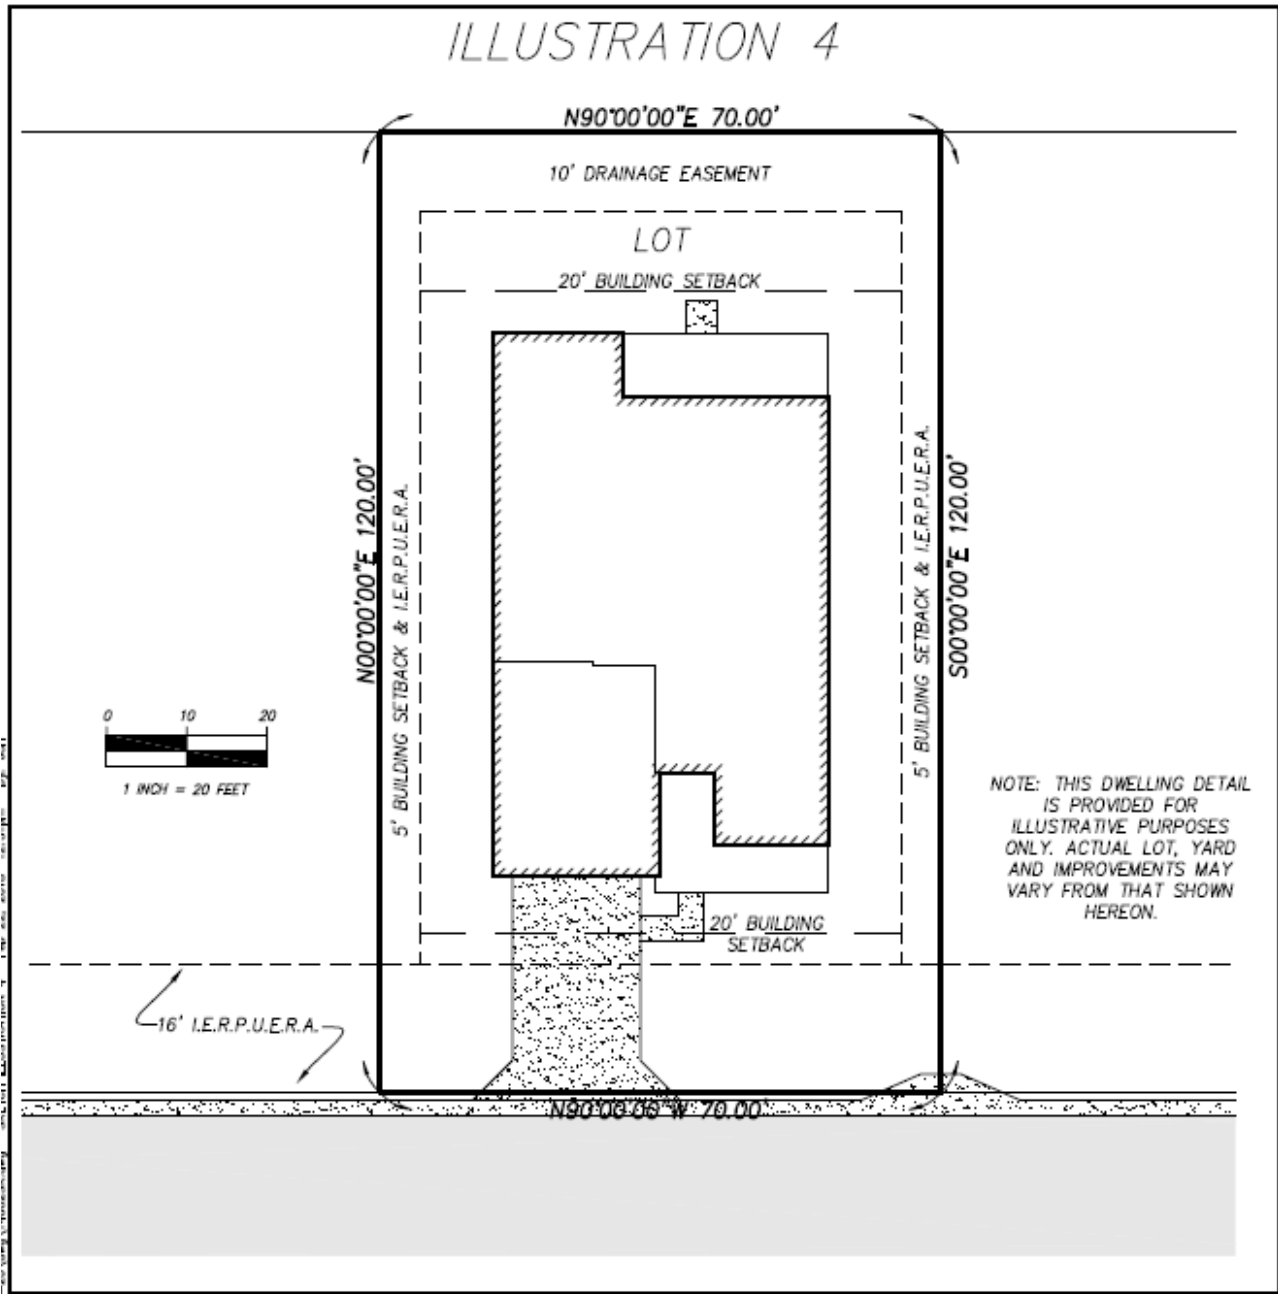 ILLUSTRATION 4
N90°00'00"E 70.00'
10' DRAINAGE EASEMENT
LOT
20' BUILDING SETBACK
N00°00'00"E 120.00'
5' BUILDING SETBACK & I.E.R.P.U.E.R.A.
5' BUILDING SETBACK & I.E.R.P.U.E.R.A.
S00°00'00"E 120.00'
0 10 20
1 INCH = 20 FEET
NOTE: THIS DWELLING DETAIL
IS PROVIDED FOR
ILLUSTRATIVE PURPOSES
ONLY. ACTUAL LOT, YARD
AND IMPROVEMENTS MAY
VARY FROM THAT SHOWN
HEREON.
20' BUILDING
SETBACK
16' I.E.R.P.U.E.R.A.
N90°00'00"W 70.00'